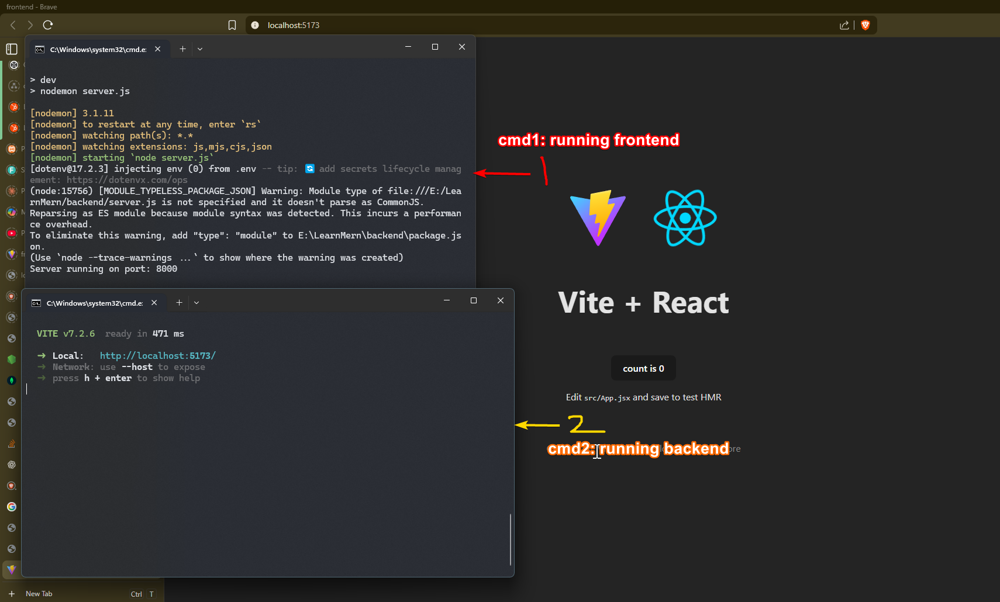 frontend - Brave
localhost:5173
C:\Windows\system32\cmd.e:
> dev
> nodemon server.js
[nodemon] 3.1.11
[nodemon] to restart at any time, enter `rs`
[nodemon] watching path(s): *.*
[nodemon] watching extensions: js,mjs,cjs,json
[nodemon] starting `node server.js`
[dotenv@17.2.3] injecting env (0) from .env -- tip: 🔄 add secrets lifecycle manag
ement: https://dotenvx.com/ops
(node:15756) [MODULE_TYPELESS_PACKAGE_JSON] Warning: Module type of file:///E:/Lea
rnMern/backend/server.js is not specified and it doesn't parse as CommonJS.
Reparsing as ES module because module syntax was detected. This incurs a performan
ce overhead.
To eliminate this warning, add "type": "module" to E:\LearnMern\backend\package.js
on.
(Use `node --trace-warnings ...` to show where the warning was created)
Server running on port: 8000
cmd1: running frontend
C:\Windows\system32\cmd.e:
VITE v7.2.6 ready in 471 ms
➜ Local: http://localhost:5173/
➜ Network: use --host to expose
➜ press h + enter to show help
Vite + React
count is 0
Edit src/App.jsx and save to test HMR
2
cmd2: running backend
New Tab Ctrl T